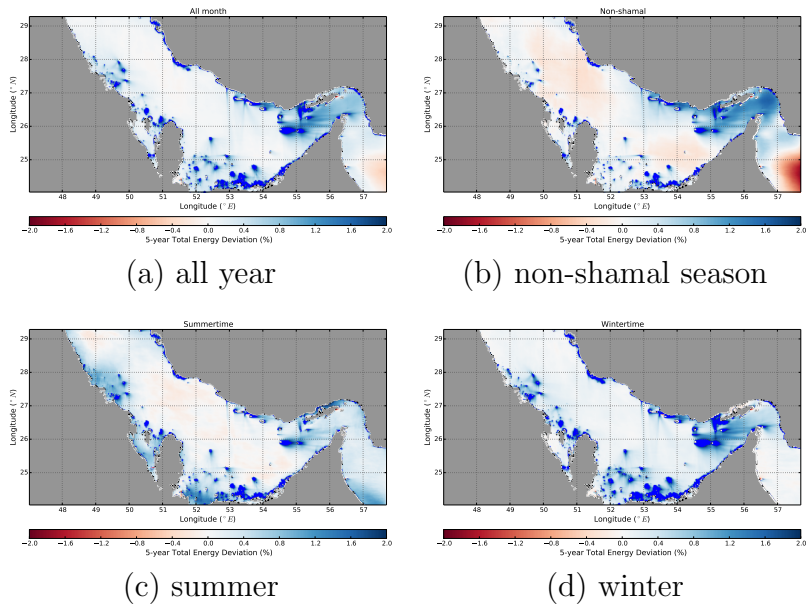 All month
Longitude (° N)
29
28
27
26
25
48 49 50 51 52 53 54 55 56 57
Longitude (° E)
−2.0 −1.6 −1.2 −0.8 −0.4 0.0 0.4 0.8 1.2 1.6 2.0
5-year Total Energy Deviation (%)
(a) all year
Non-shamal
Longitude (° N)
29
28
27
26
25
48 49 50 51 52 53 54 55 56 57
Longitude (° E)
−2.0 −1.6 −1.2 −0.8 −0.4 0.0 0.4 0.8 1.2 1.6 2.0
5-year Total Energy Deviation (%)
(b) non-shamal season
Summertime
Longitude (° N)
29
28
27
26
25
48 49 50 51 52 53 54 55 56 57
Longitude (° E)
−2.0 −1.6 −1.2 −0.8 −0.4 0.0 0.4 0.8 1.2 1.6 2.0
5-year Total Energy Deviation (%)
(c) summer
Wintertime
Longitude (° N)
29
28
27
26
25
48 49 50 51 52 53 54 55 56 57
Longitude (° E)
−2.0 −1.6 −1.2 −0.8 −0.4 0.0 0.4 0.8 1.2 1.6 2.0
5-year Total Energy Deviation (%)
(d) winter